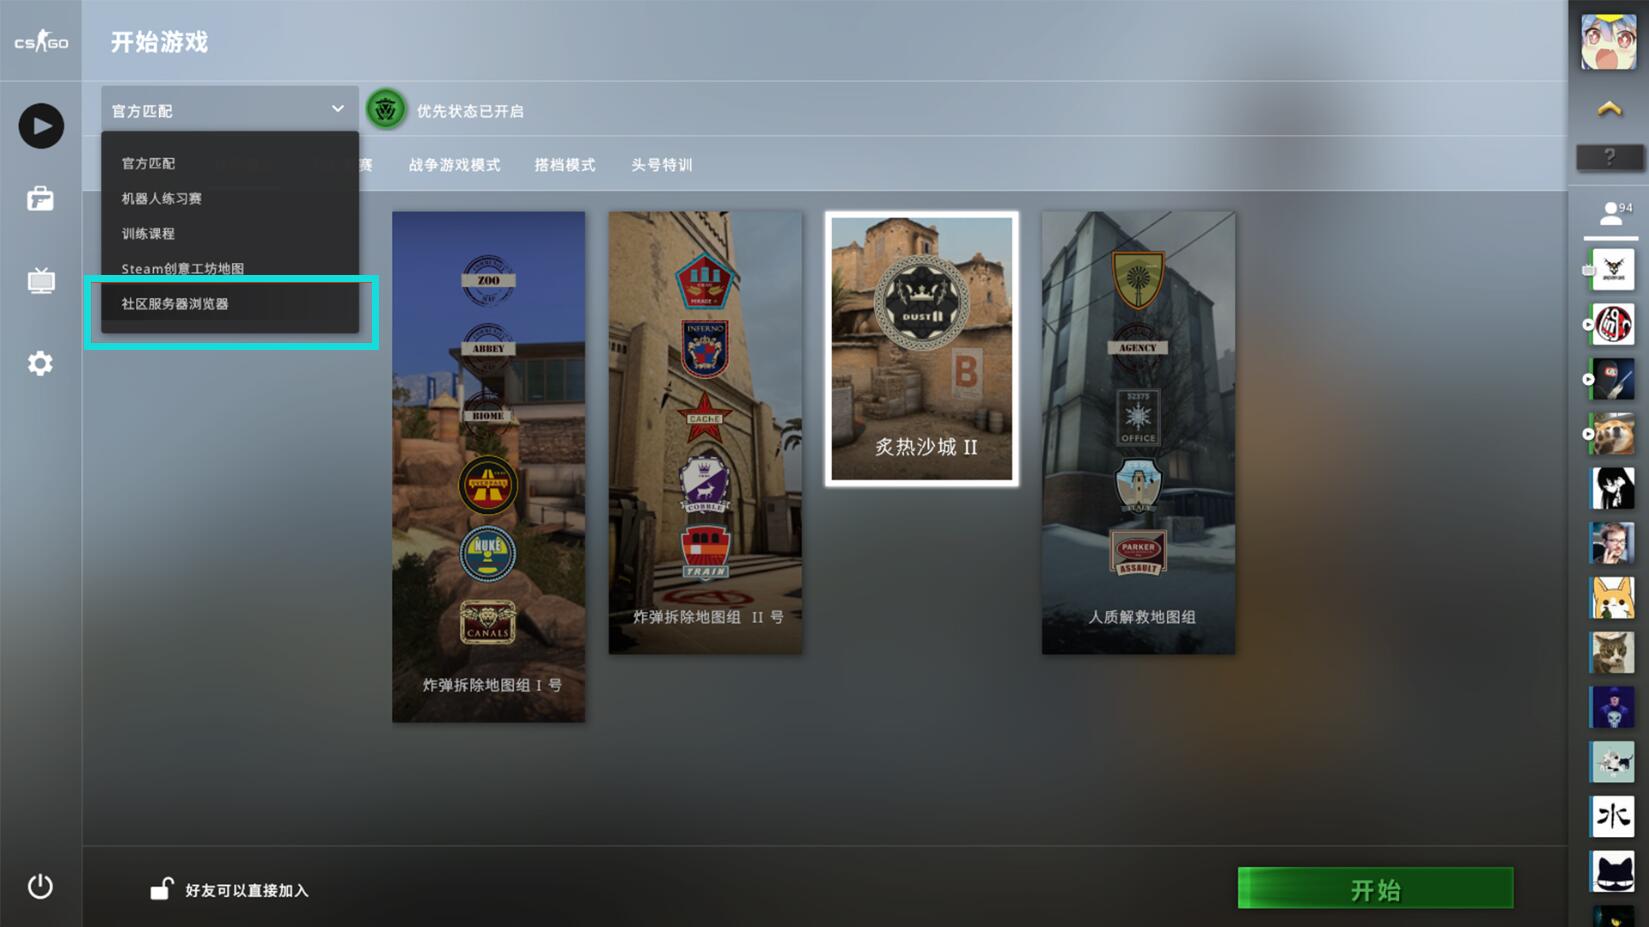 CS GO
开始游戏
官方匹配
优先状态已开启
官方匹配
赛
战争游戏模式
搭档模式
头号特训
机器人练习赛
训练课程
Steam创意工坊地图
社区服务器浏览器
?
94
ZOO
ABBEY
BIOME
OVERPASS
NUKE
CANALS
炸弹拆除地图组 I 号
MIRAGE
INFERNO
CACHE
COBBLE
TRAIN
炸弹拆除地图组 II 号
DUST II
B
炙热沙城 II
AGENCY
52375
OFFICE
ITALY
PARKER
ASSAULT
人质解救地图组
水
好友可以直接加入
开始